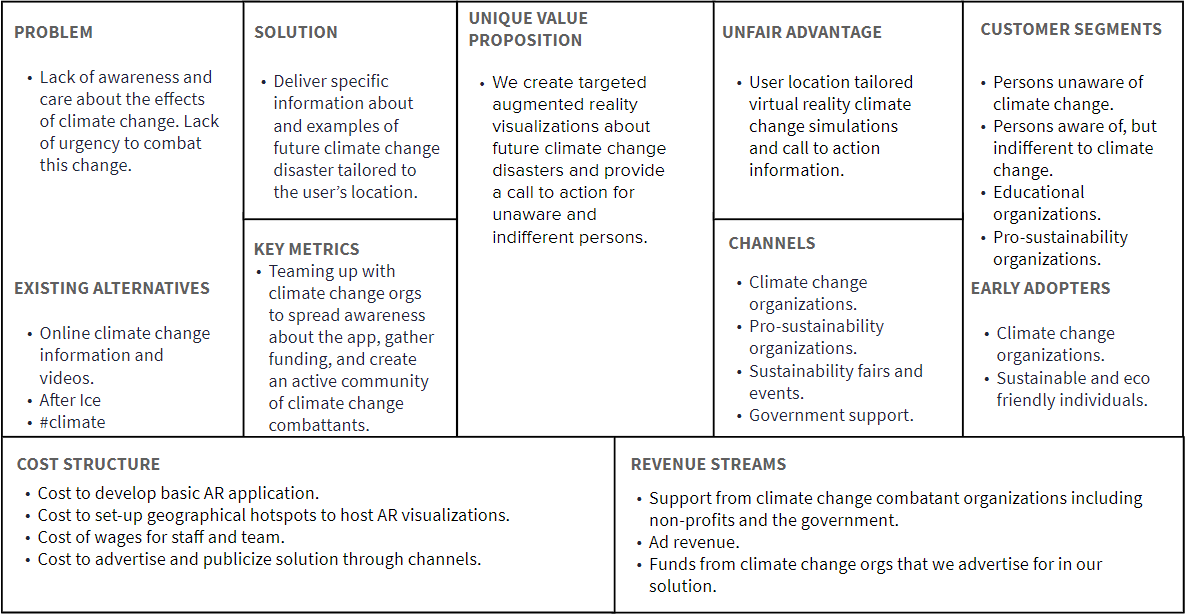 PROBLEM
• Lack of awareness and
care about the effects
of climate change. Lack
of urgency to combat
this change.
EXISTING ALTERNATIVES
• Online climate change
information and
videos.
• After Ice
• #climate
SOLUTION
• Deliver specific
information about
and examples of
future climate change
disaster tailored to
the user’s location.
KEY METRICS
• Teaming up with
climate change orgs
to spread awareness
about the app, gather
funding, and create
an active community
of climate change
combattants.
UNIQUE VALUE
PROPOSITION
• We create targeted
augmented reality
visualizations about
future climate change
disasters and provide
a call to action for
unaware and
indifferent persons.
UNFAIR ADVANTAGE
• User location tailored
virtual reality climate
change simulations
and call to action
information.
CHANNELS
• Climate change
organizations.
• Pro-sustainability
organizations.
• Sustainability fairs and
events.
• Government support.
CUSTOMER SEGMENTS
• Persons unaware of
climate change.
• Persons aware of, but
indifferent to climate
change.
• Educational
organizations.
• Pro-sustainability
organizations.
EARLY ADOPTERS
• Climate change
organizations.
• Sustainable and eco
friendly individuals.
COST STRUCTURE
• Cost to develop basic AR application.
• Cost to set-up geographical hotspots to host AR visualizations.
• Cost of wages for staff and team.
• Cost to advertise and publicize solution through channels.
REVENUE STREAMS
• Support from climate change combatant organizations including
non-profits and the government.
• Ad revenue.
• Funds from climate change orgs that we advertise for in our
solution.